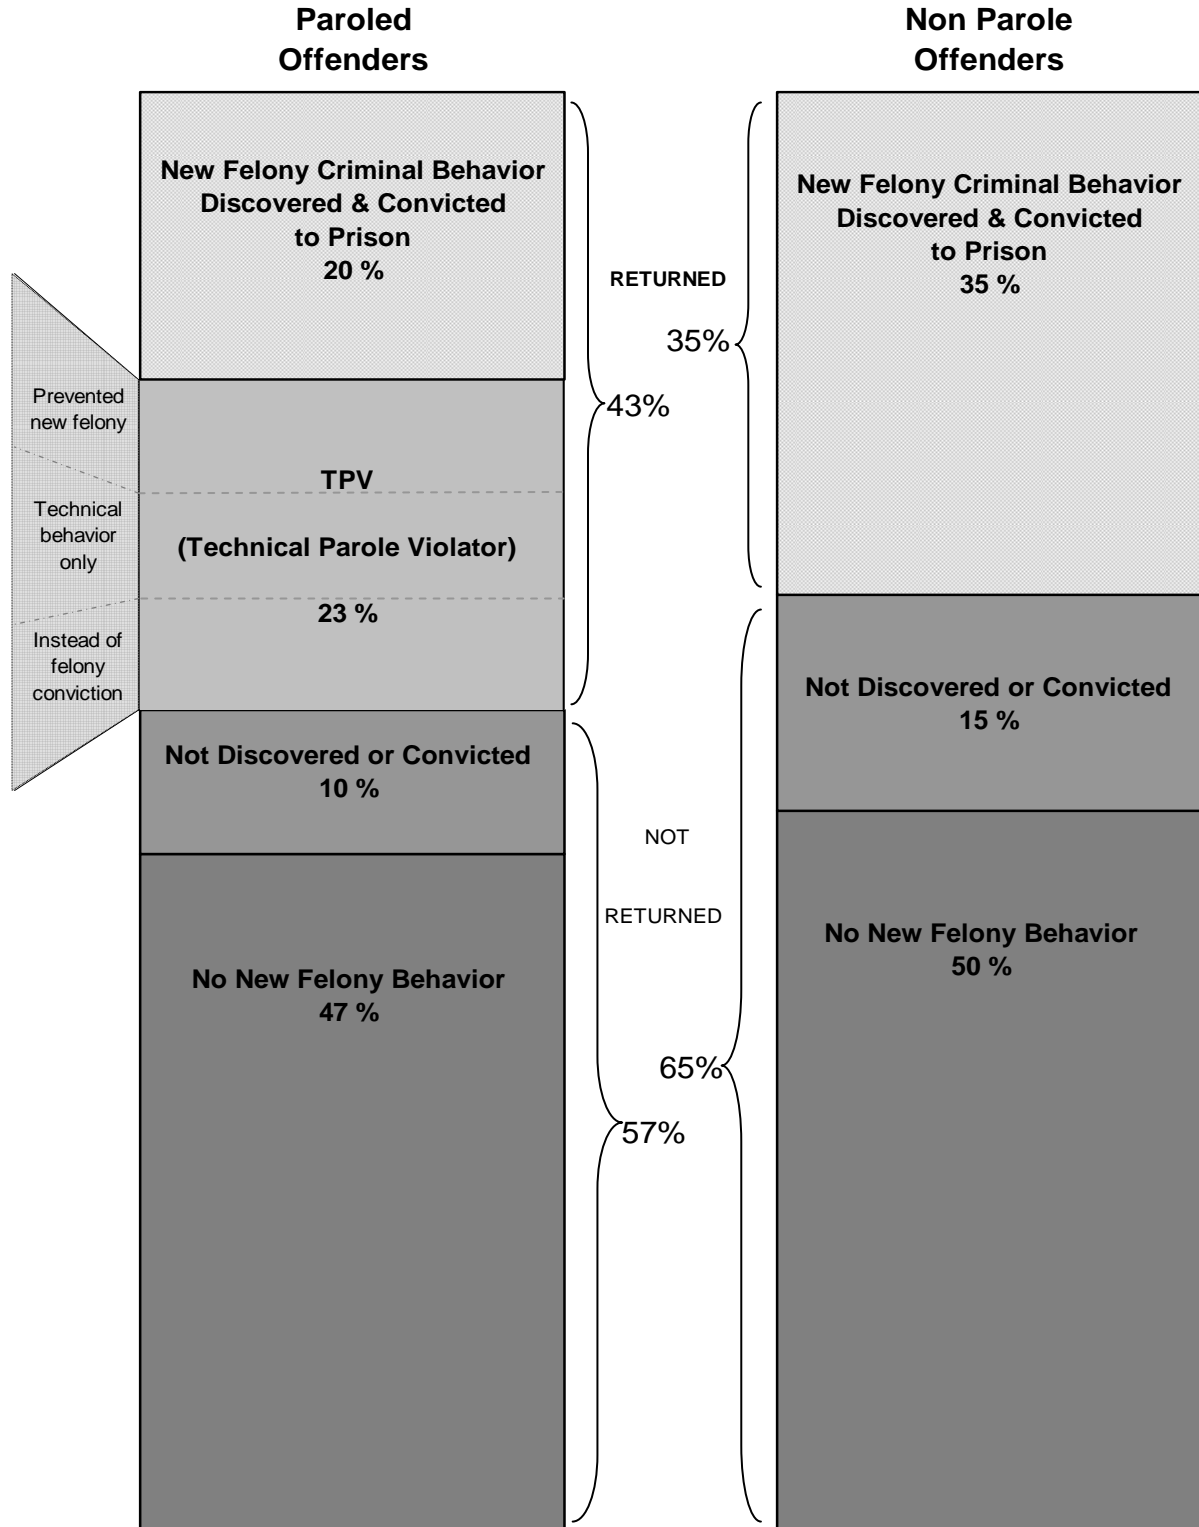 Paroled
Offenders
Non Parole
Offenders
New Felony Criminal Behavior
Discovered & Convicted
to Prison
20 %
Prevented
new felony
Technical
behavior
only
Instead of
felony
conviction
TPV
(Technical Parole Violator)
23 %
Not Discovered or Convicted
10 %
No New Felony Behavior
47 %
RETURNED
35%
43%
NOT
RETURNED
65%
57%
New Felony Criminal Behavior
Discovered & Convicted
to Prison
35 %
Not Discovered or Convicted
15 %
No New Felony Behavior
50 %